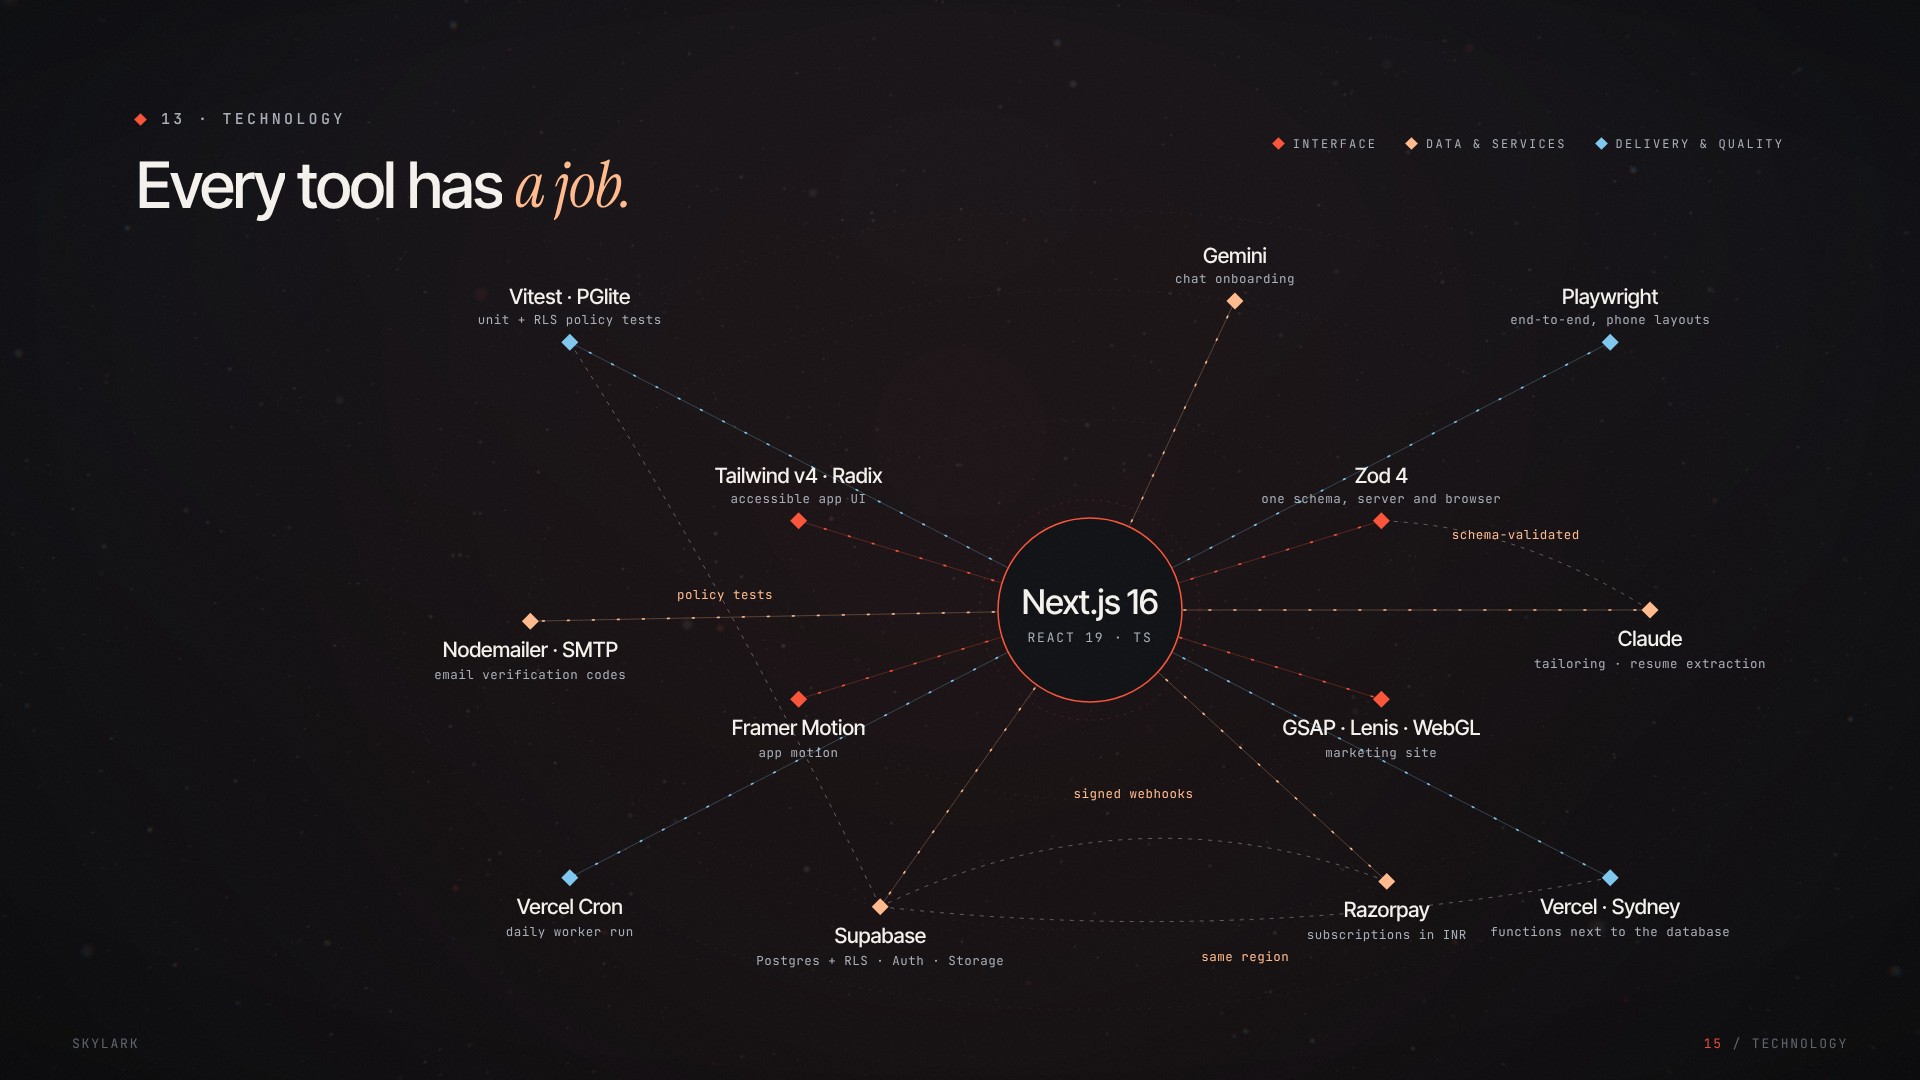 13 · TECHNOLOGY
Every tool has a job.
INTERFACE
DATA & SERVICES
DELIVERY & QUALITY
Gemini
chat onboarding
Vitest · PGlite
unit + RLS policy tests
Playwright
end-to-end, phone layouts
Tailwind v4 · Radix
accessible app UI
Zod 4
one schema, server and browser
schema-validated
policy tests
Next.js 16
REACT 19 · TS
Nodemailer · SMTP
email verification codes
Claude
tailoring · resume extraction
Framer Motion
app motion
GSAP · Lenis · WebGL
marketing site
signed webhooks
Vercel Cron
daily worker run
Supabase
Postgres + RLS · Auth · Storage
Razorpay
subscriptions in INR
Vercel · Sydney
functions next to the database
same region
SKYLARK
15 / TECHNOLOGY